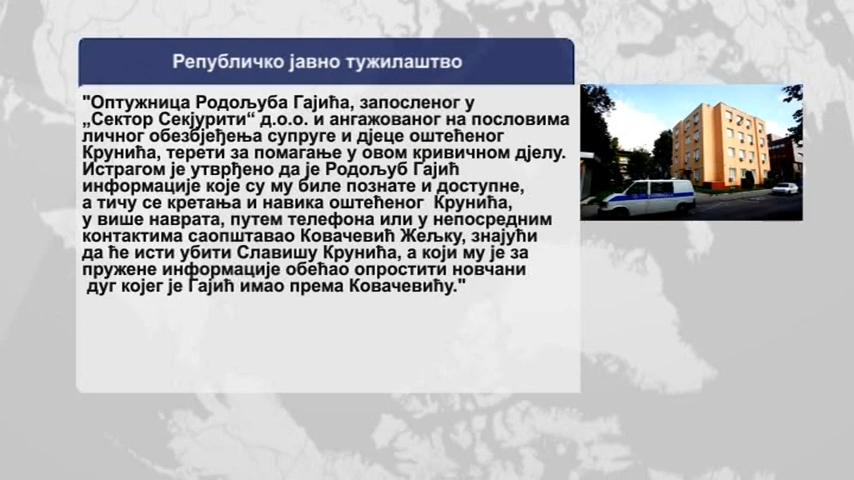 Републичко јавно тужилаштво
"Оптужница Родољуба Гајића, запосленог у
„Сектор Секјурити“ д.о.о. и ангажованог на пословима
личног обезбјеђења супруге и дјеце оштећеног
Крунића, терети за помагање у овом кривичном дјелу.
Истрагом је утврђено да је Родољуб Гајић
информације које су му биле познате и доступне,
а тичу се кретања и навика оштећеног Крунића,
у више наврата, путем телефона или у непосредним
контактима саопштавао Ковачевић Жељку, знајући
да ће исти убити Славишу Крунића, а који му је за
пружене информације обећао опростити новчани
дуг којег је Гајић имао према Ковачевићу."